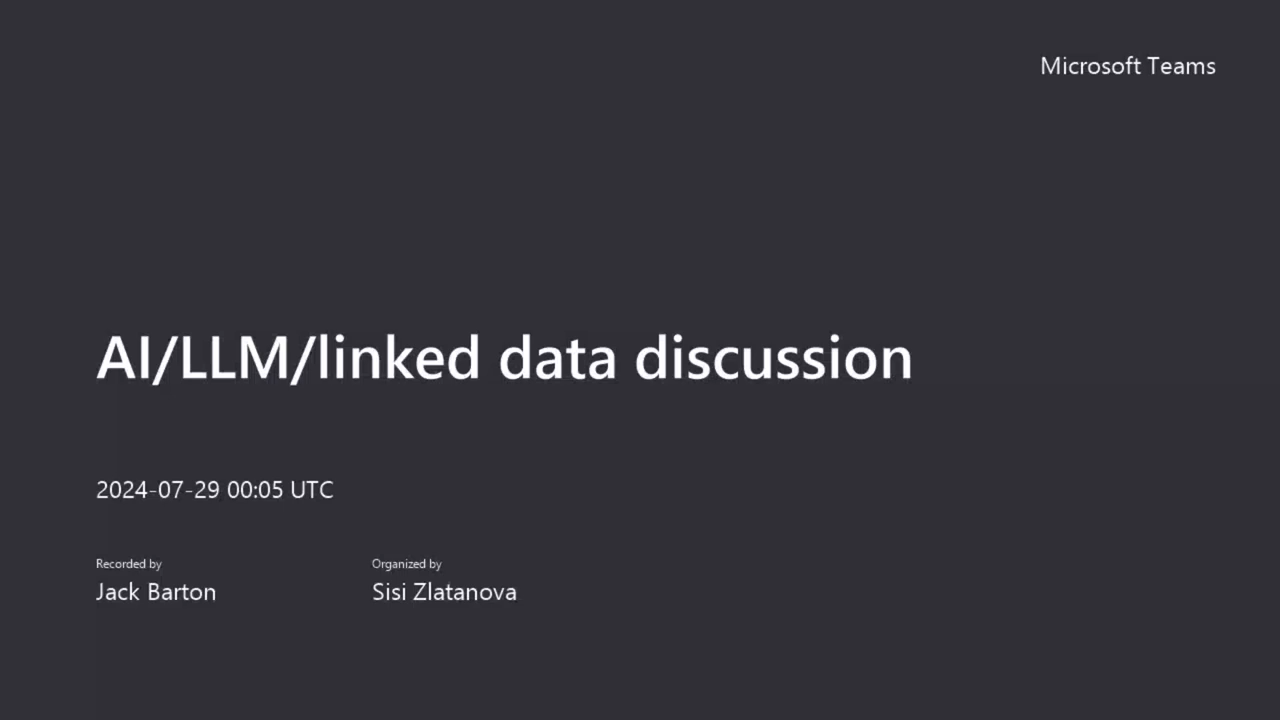 Microsoft Teams
AI/LLM/linked data discussion
2024-07-29 00:05 UTC
Recorded by
Jack Barton
Organized by
Sisi Zlatanova